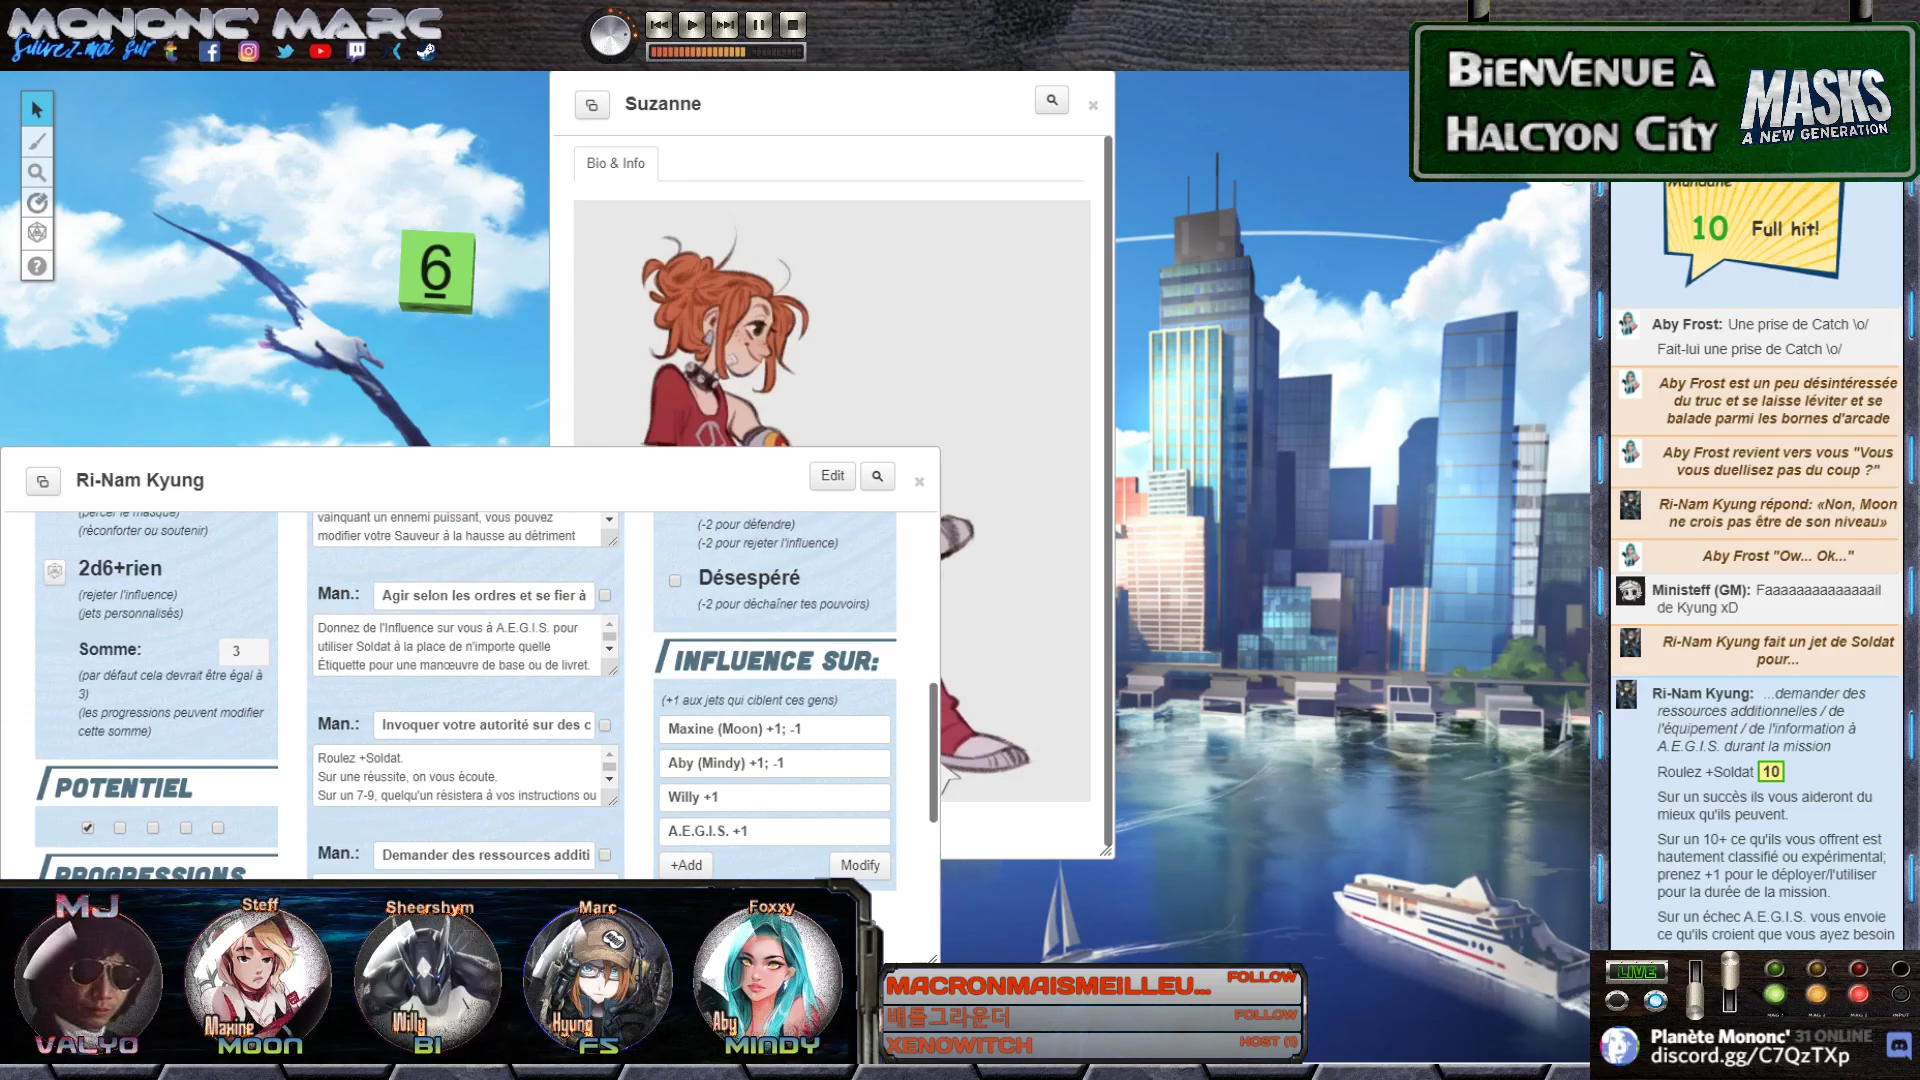 MONONC' MARC
Suivez-moi sur
BIENVENUE À
HALCYON CITY
MASKS
A NEW GENERATION
Suzanne
Bio & Info
6
Mundane
10 Full hit!
Aby Frost: Une prise de Catch \o/
Fait-lui une prise de Catch \o/
Aby Frost est un peu désintéressée
du truc et se laisse léviter et se
balade parmi les bornes d'arcade
Aby Frost revient vers vous "Vous
vous duellisez pas du coup ?"
Ri-Nam Kyung répond: «Non, Moon
ne crois pas être de son niveau»
Aby Frost "Ow... Ok..."
Ministeff (GM): Faaaaaaaaaaaaaail
de Kyung xD
Ri-Nam Kyung fait un jet de Soldat
pour...
Ri-Nam Kyung: ...demander des
ressources additionnelles / de
l'équipement / de l'information à
A.E.G.I.S. durant la mission
Roulez +Soldat 10
Sur un succès ils vous aideront du
mieux qu'ils peuvent.
Sur un 10+ ce qu'ils vous offrent est
hautement classifié ou expérimental;
prenez +1 pour le déployer/l'utiliser
pour la durée de la mission.
Sur un échec A.E.G.I.S. vous envoie
ce qu'ils croient que vous ayez besoin
Ri-Nam Kyung
Edit
(percer le masque)
(réconforter ou soutenir)
2d6+rien
(rejeter l'influence)
(jets personnalisés)
Somme: 3
(par défaut cela devrait être égal à
3)
(les progressions peuvent modifier
cette somme)
POTENTIEL
PROGRESSIONS
vainquant un ennemi puissant, vous pouvez
modifier votre Sauveur à la hausse au détriment
Man.: Agir selon les ordres et se fier à
Donnez de l'Influence sur vous à A.E.G.I.S. pour
utiliser Soldat à la place de n'importe quelle
Étiquette pour une manœuvre de base ou de livret.
Man.: Invoquer votre autorité sur des c
Roulez +Soldat.
Sur une réussite, on vous écoute.
Sur un 7-9, quelqu'un résistera à vos instructions ou
Man.: Demander des ressources additi
(-2 pour défendre)
(-2 pour rejeter l'influence)
Désespéré
(-2 pour déchaîner tes pouvoirs)
INFLUENCE SUR:
(+1 aux jets qui ciblent ces gens)
Maxine (Moon) +1; -1
Aby (Mindy) +1; -1
Willy +1
A.E.G.I.S. +1
+Add
Modify
MJ
VALYO
Steff
Maxine
MOON
Sheershym
Willy
BI
Marc
Kyung
FS
Foxxy
Aby
MINDY
MACRONMAISMEILLEU... FOLLOW
배틀그라운더 FOLLOW
XENOWITCH HOST (1)
LIVE
MAG 1 MAG 2 MAG 3 INPUT
Planète Mononc' 31 ONLINE
discord.gg/C7QzTXp